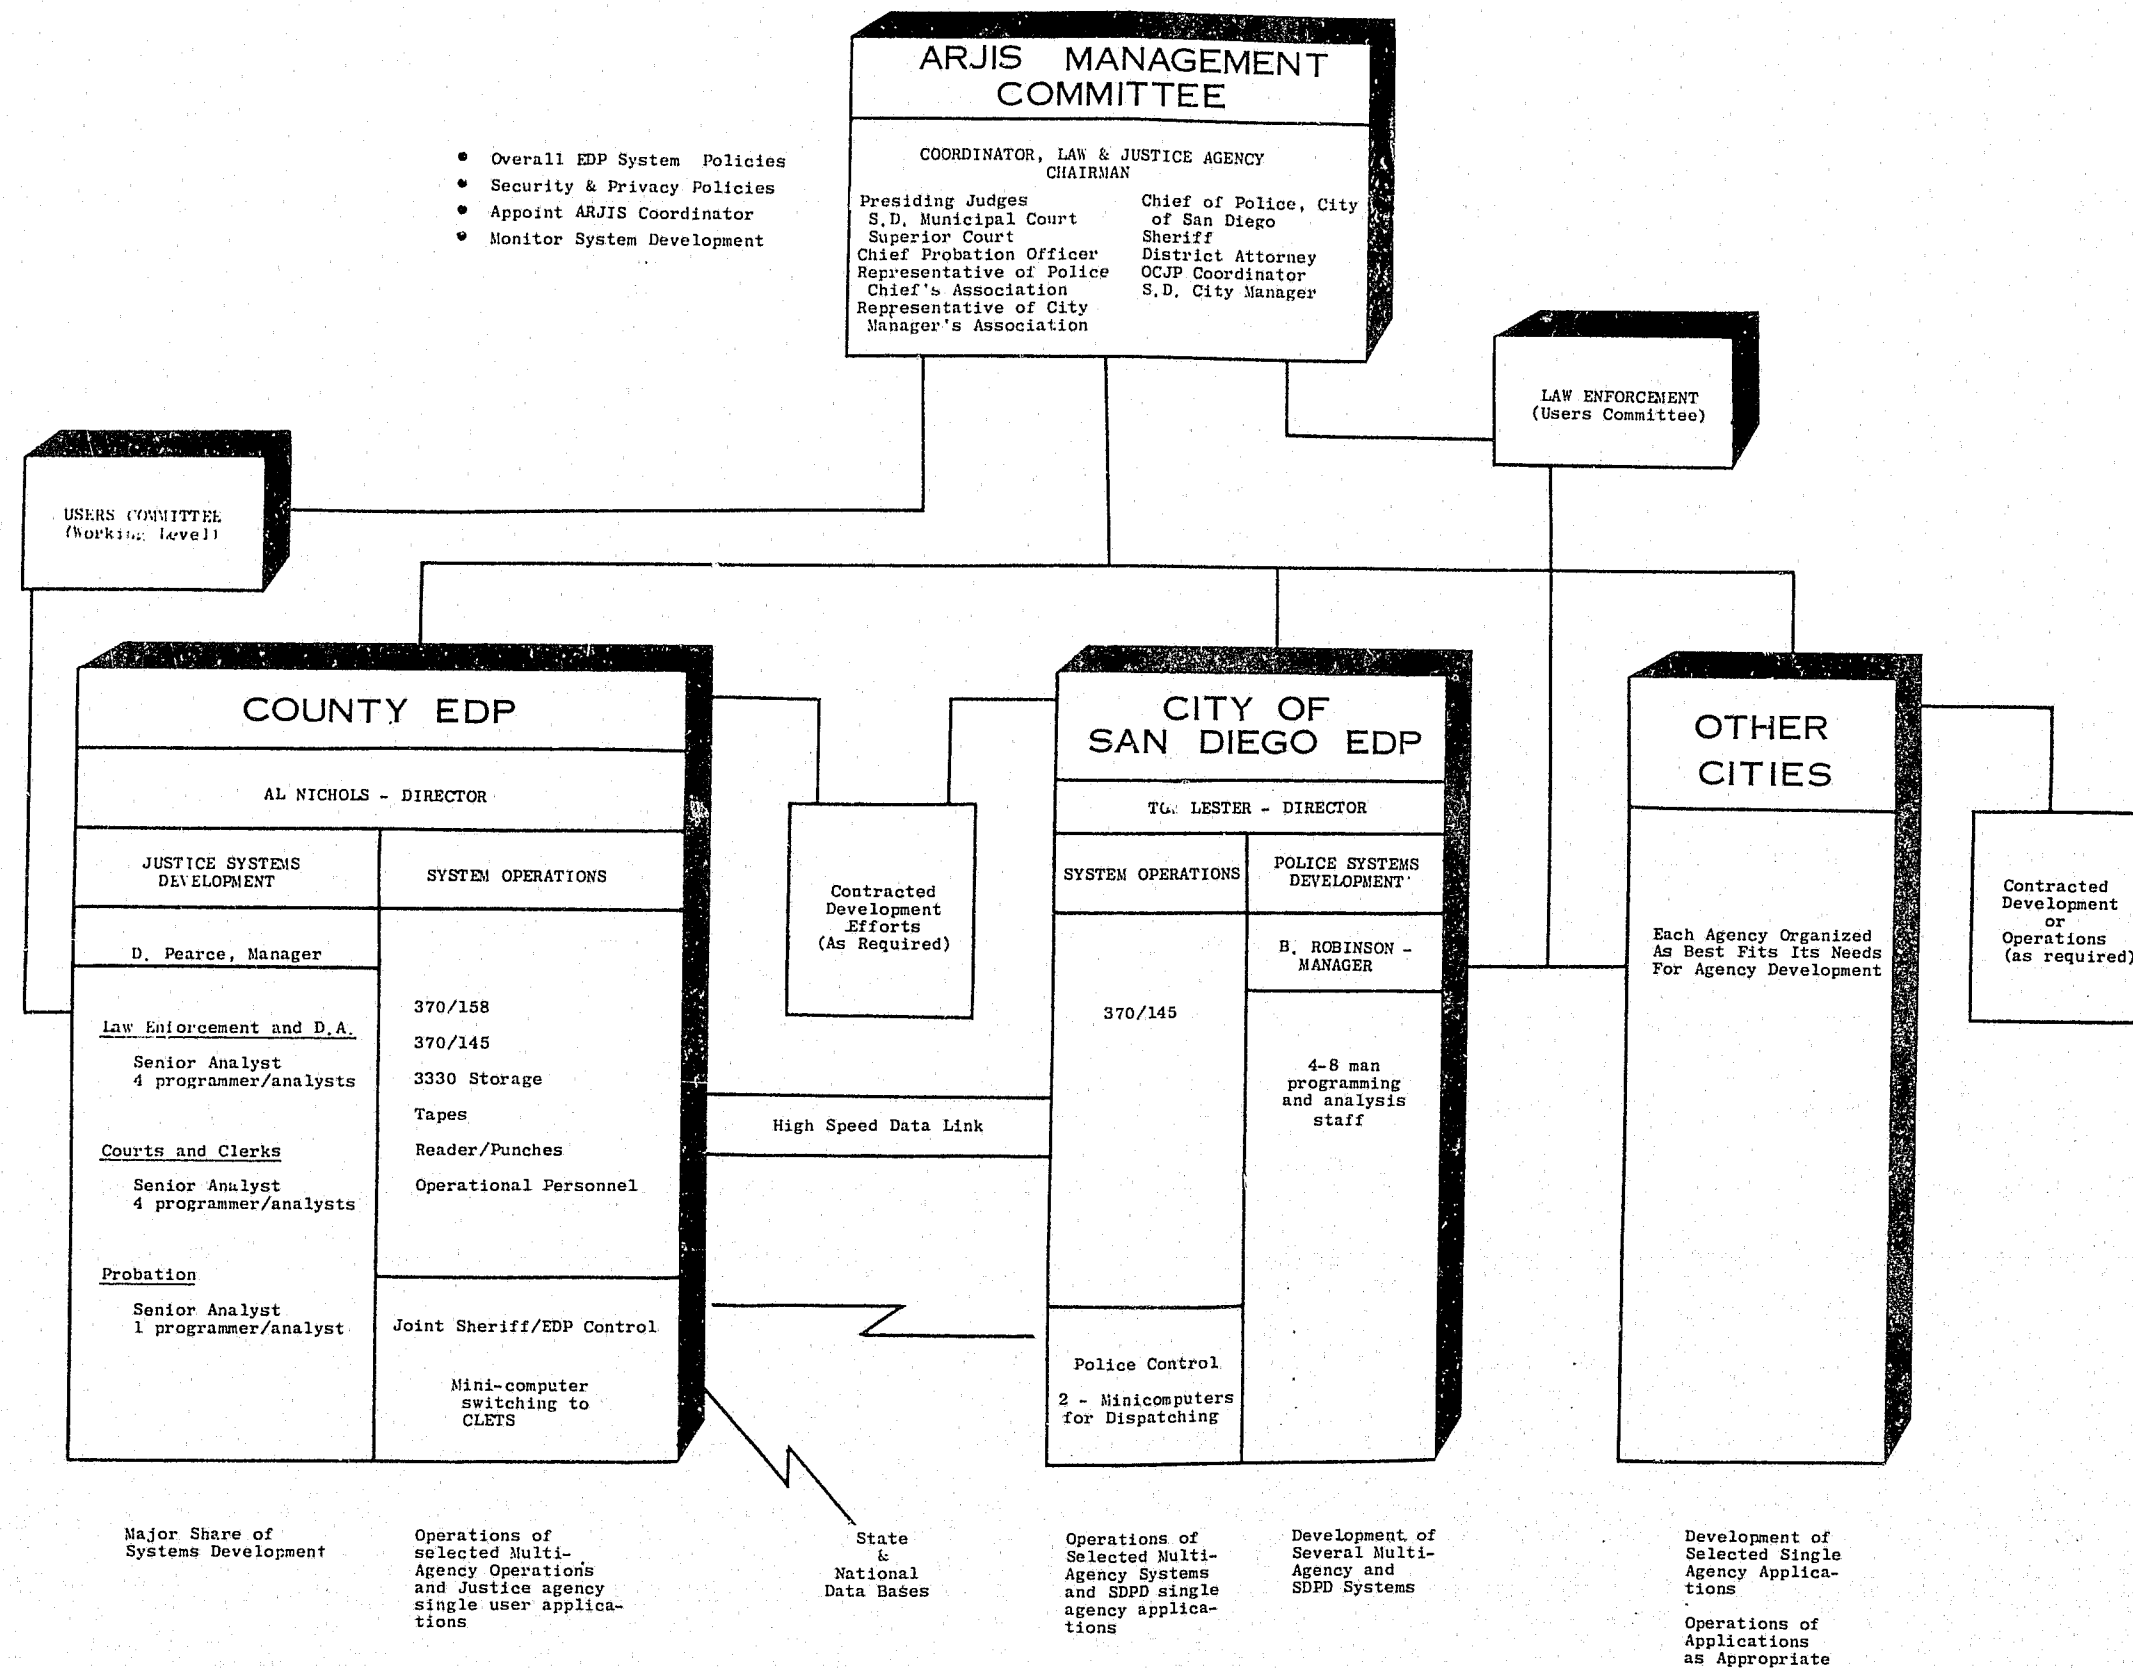 ARJIS MANAGEMENT
COMMITTEE
COORDINATOR, LAW & JUSTICE AGENCY
CHAIRMAN
Presiding Judges
S.D. Municipal Court
Superior Court
Chief Probation Officer
Representative of Police
Chief's Association
Representative of City
Manager's Association
Chief of Police, City
of San Diego
Sheriff
District Attorney
OCJP Coordinator
S.D. City Manager
• Overall EDP System Policies
• Security & Privacy Policies
• Appoint ARJIS Coordinator
• Monitor System Development
LAW ENFORCEMENT
(Users Committee)
USERS COMMITTEE
(Working Level)
COUNTY EDP
AL NICHOLS - DIRECTOR
JUSTICE SYSTEMS
DEVELOPMENT
D. Pearce, Manager
Law Enforcement and D.A.
Senior Analyst
4 programmer/analysts
Courts and Clerks
Senior Analyst
4 programmer/analysts
Probation
Senior Analyst
1 programmer/analyst
SYSTEM OPERATIONS
370/158
370/145
3330 Storage
Tapes
Reader/Punches
Operational Personnel
Joint Sheriff/EDP Control
Mini-computer
switching to
CLETS
Contracted
Development
Efforts
(As Required)
High Speed Data Link
CITY OF
SAN DIEGO EDP
LESTER - DIRECTOR
SYSTEM OPERATIONS
370/145
Police Control
2 - Minicomputers
for Dispatching
POLICE SYSTEMS
DEVELOPMENT
B. ROBINSON -
MANAGER
4-8 man
programming
and analysis
staff
OTHER
CITIES
Each Agency Organized
As Best Fits Its Needs
For Agency Development
Contracted
Development
or
Operations
(as required)
Major Share of
Systems Development
Operations of
selected Multi-
Agency Operations
and Justice agency
single user applica-
tions
State
&
National
Data Bases
Operations of
Selected Multi-
Agency Systems
and SDPD single
agency applica-
tions
Development of
Several Multi-
Agency and
SDPD Systems
Development of
Selected Single
Agency Applica-
tions
Operations of
Applications
as Appropriate